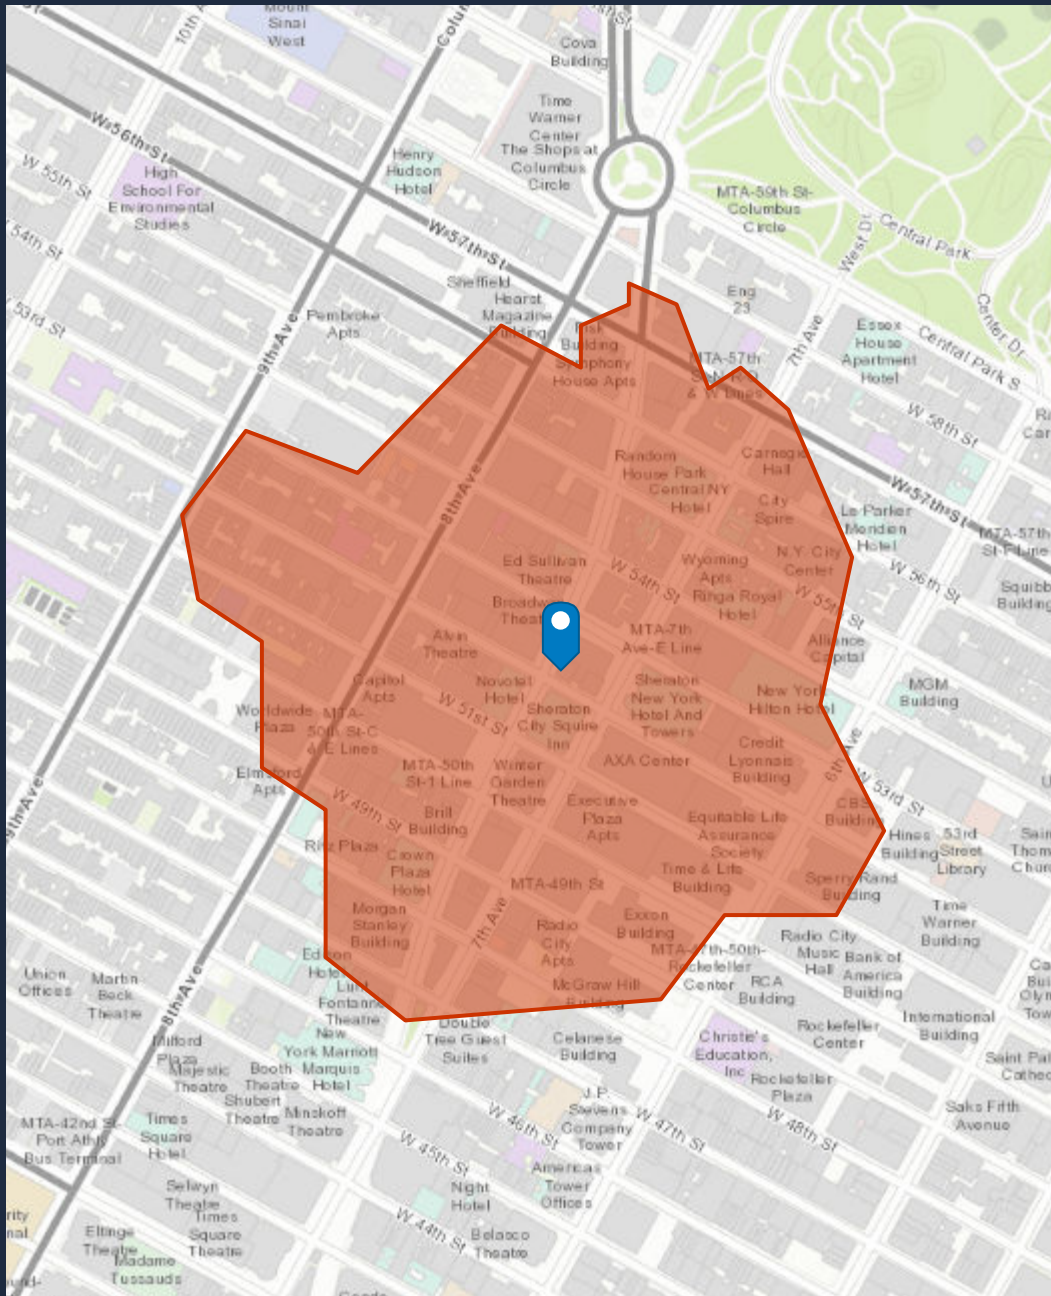 10th A
Mount
Sinai
West
Colum
Cova
Building
Time
Warner
Center
The Shops at
Columbus
Circle
W 56th St
W 55th St
High
School For
Environmental
Studies
Henry
Hudson
Hotel
MTA-59th St-
Columbus
Circle
54th St
W 57th St
West Dr
Central Park
Sheffield
Hearst
Magazine
Building
Eng
23
53rd St
Pembroke
Apts
9th Ave
Building
Symphony
House Apts
MTA-57th
& W Lines
7th Ave
Essex
House
Apartment
Hotel
Center Dr
Central Park S
W 58th St
Random
House Park
Central NY
Hotel
Carnegie
Hall
City
Spire
8th Ave
W 57th St
Le Parker
Meridien
Hotel
MTA-57th
St-F Line
Ed Sullivan
Theatre
W 54th St
Wyoming
Apts
Ringa Royal
Hotel
N.Y. City
Center
W 55th St
W 56th St
Squibb
Building
Broadway
Theatre
Alvin
Theatre
MTA-7th
Ave-E Line
Alliance
Capital
Capitol
Apts
Novotel
Hotel
W 51st St
Sheraton
City Squire
Inn
Sheraton
New York
Hotel And
Towers
New York
Hilton Hotel
MGM
Building
Worldwide
Plaza
MTA-
50th St-C
& E Lines
AXA Center
Credit
Lyonnais
Building
6th Ave
Elmsford
Apts
MTA-50th
St-1 Line
Winter
Garden
Theatre
W 53rd St
W 49th St
Brill
Building
Executive
Plaza
Apts
Equitable Life
Assurance
Society
CBS
Building
9th Ave
Ritz Plaza
Crown
Plaza
Hotel
Hines
Building
53rd
Street
Library
Sain
Thom
Chur
MTA-49th St
Time & Life
Building
Sperry Rand
Building
Morgan
Stanley
Building
7th Ave
Radio
City
Apts
Exxon
Building
Time
Warner
Building
MTA-47th-50th-
Rockefeller
Center
Radio City
Music
Hall
Bank of
America
Building
Edison
Hotel
Lunt
Fontanne
Theatre
McGraw Hill
Building
RCA
Building
Union
Offices
Martin
Beck
Theatre
8th Ave
New
York Marriott
Marquis
Hotel
Double
Tree Guest
Suites
Celanese
Building
Christie's
Education,
Inc
Rockefeller
Center
International
Building
Milford
Plaza
Majestic
Theatre
Booth
Theatre
Shubert
Theatre
Minskoff
Theatre
Rockefeller
Plaza
Saint Pat
Cathed
Saks Fifth
Avenue
MTA-42nd St-
Port Athy
Bus Terminal
Times
Square
Hotel
W 46th St
J.P.
Stevens
Company
Tower
W 47th St
W 48th St
W 45th St
Americas
Tower
Offices
Night
Hotel
Selwyn
Theatre
Times
Square
Theatre
W 44th St
Belasco
Theatre
Eltinge
Theatre
Madame
Tussauds